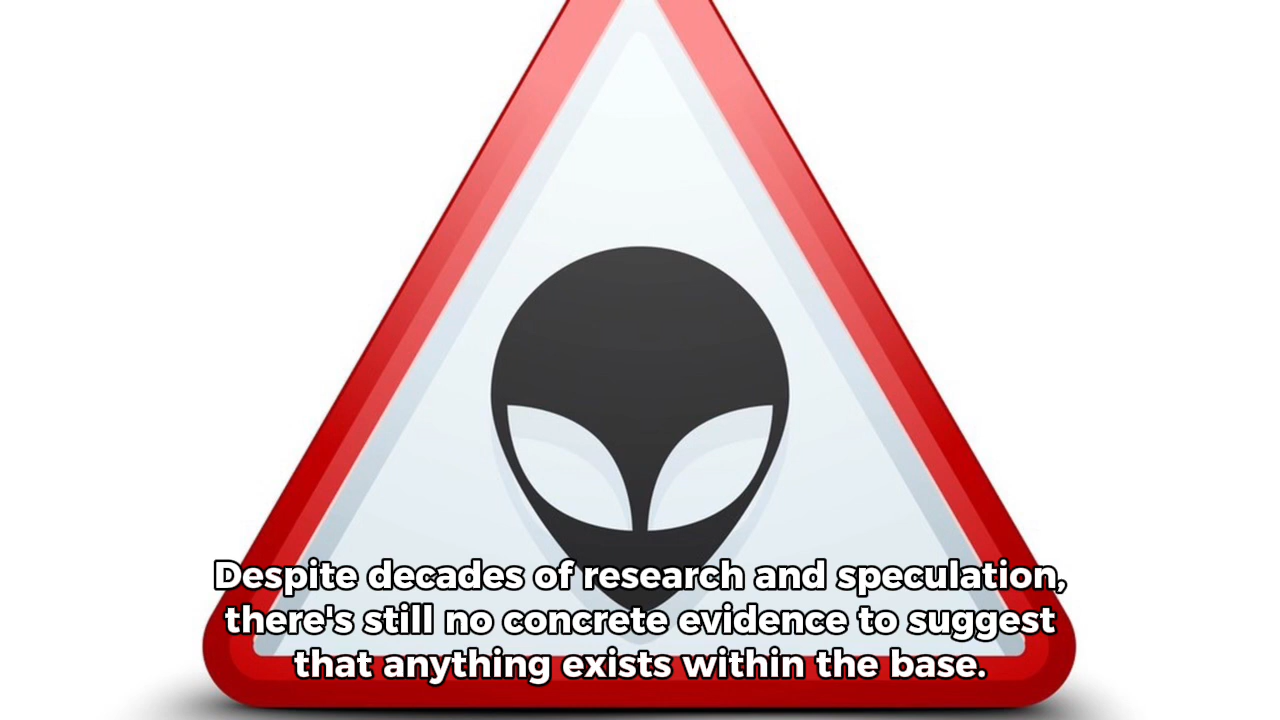 Despite decades of research and speculation,
there's still no concrete evidence to suggest
that anything exists within the base.